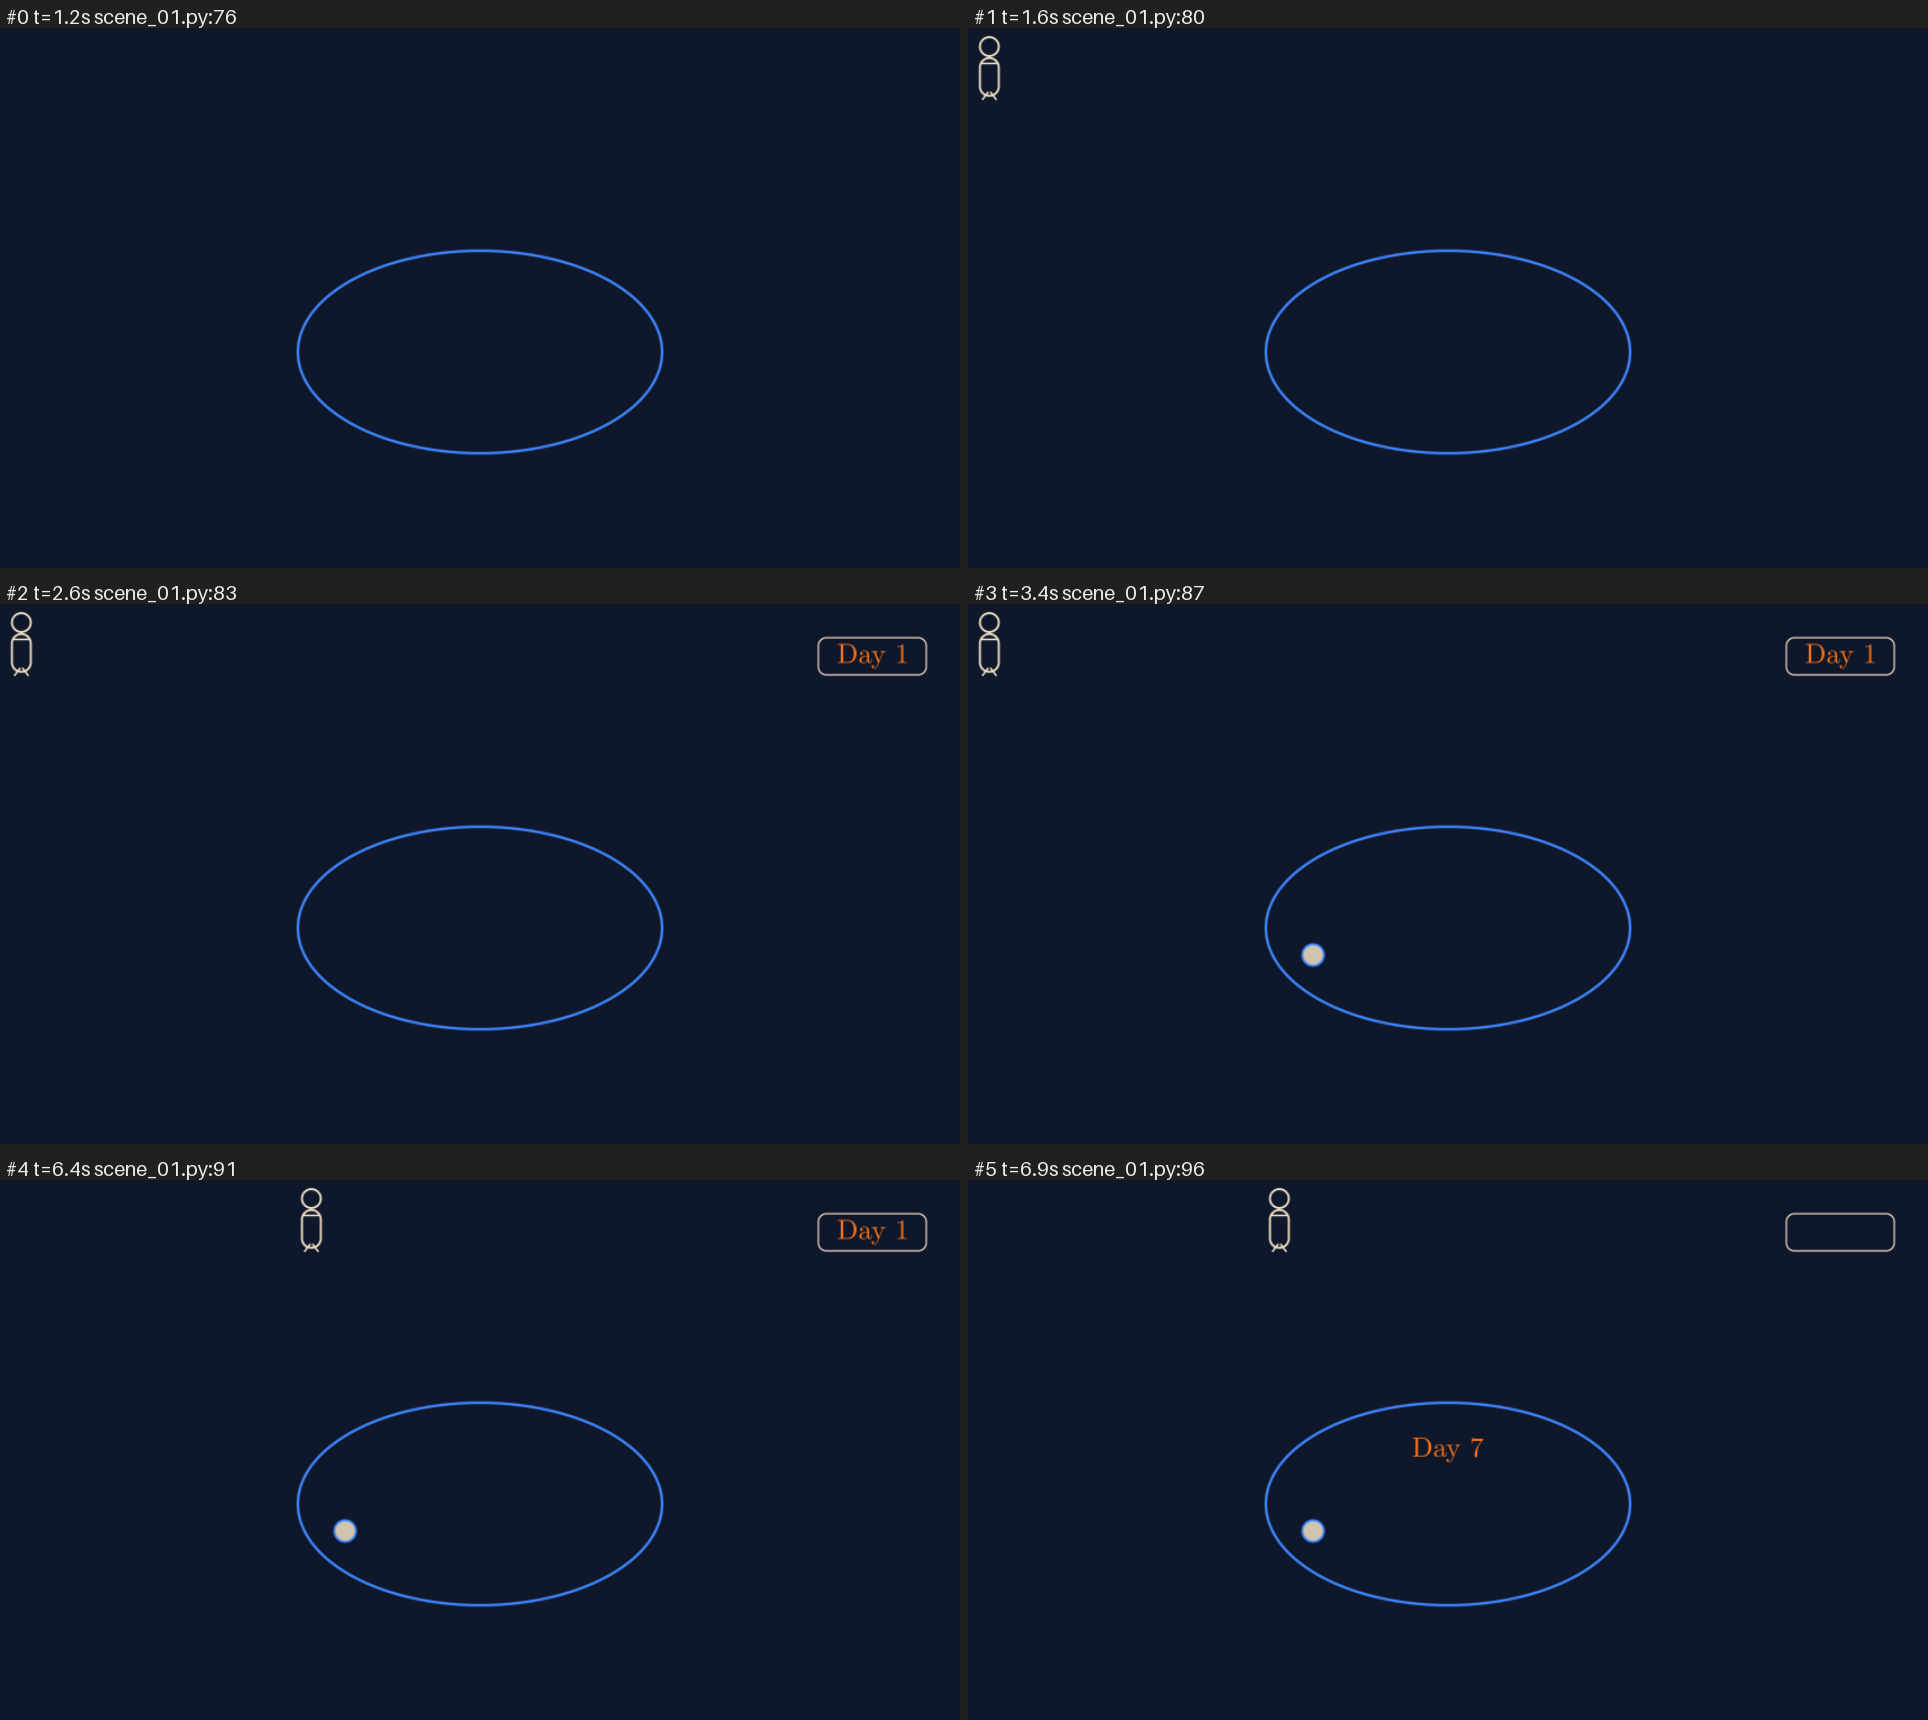 #0 t=1.2s scene_01.py:76
#1 t=1.6s scene_01.py:80
#2 t=2.6s scene_01.py:83
Day 1
#3 t=3.4s scene_01.py:87
Day 1
#4 t=6.4s scene_01.py:91
Day 1
#5 t=6.9s scene_01.py:96
Day 7